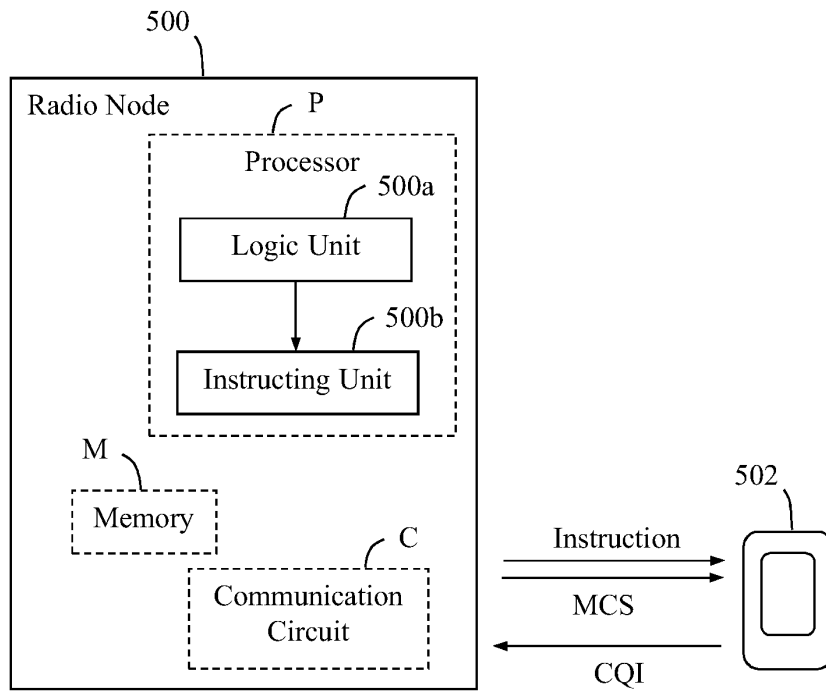 500
Radio Node
P
Processor
500a
Logic Unit
500b
Instructing Unit
M
Memory
C
Communication
Circuit
502
Instruction
MCS
CQI